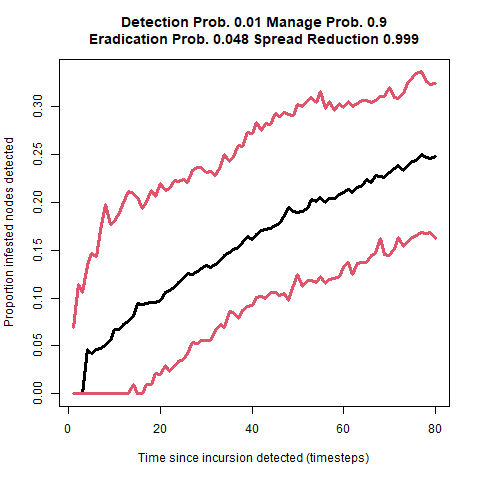 Detection Prob. 0.01 Manage Prob. 0.9
Eradication Prob. 0.048 Spread Reduction 0.999
Proportion infested nodes detected
0.30
0.25
0.20
0.15
0.10
0.05
0.00
0 20 40 60 80
Time since incursion detected (timesteps)